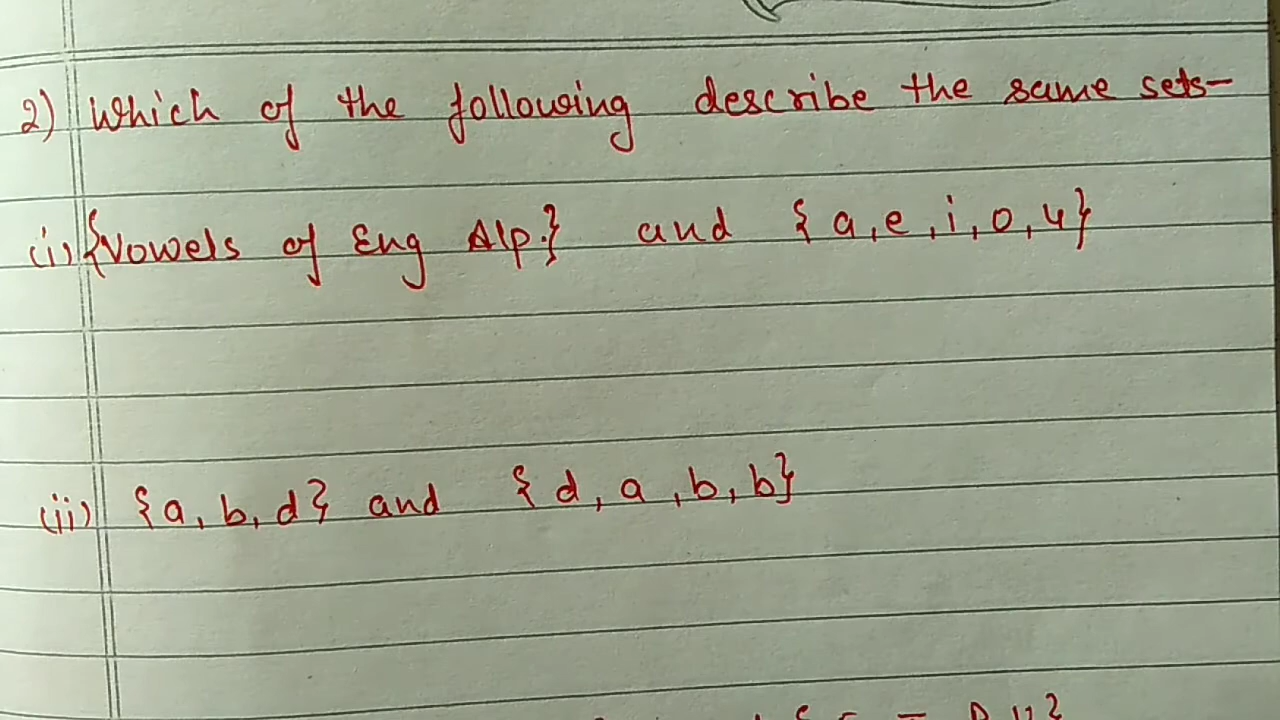 2) Which of the following describe the same sets-
(i) {Vowels of Eng Alp.} and { a, e, i, o, u}
(ii) {a, b, d} and { d, a, b, b}